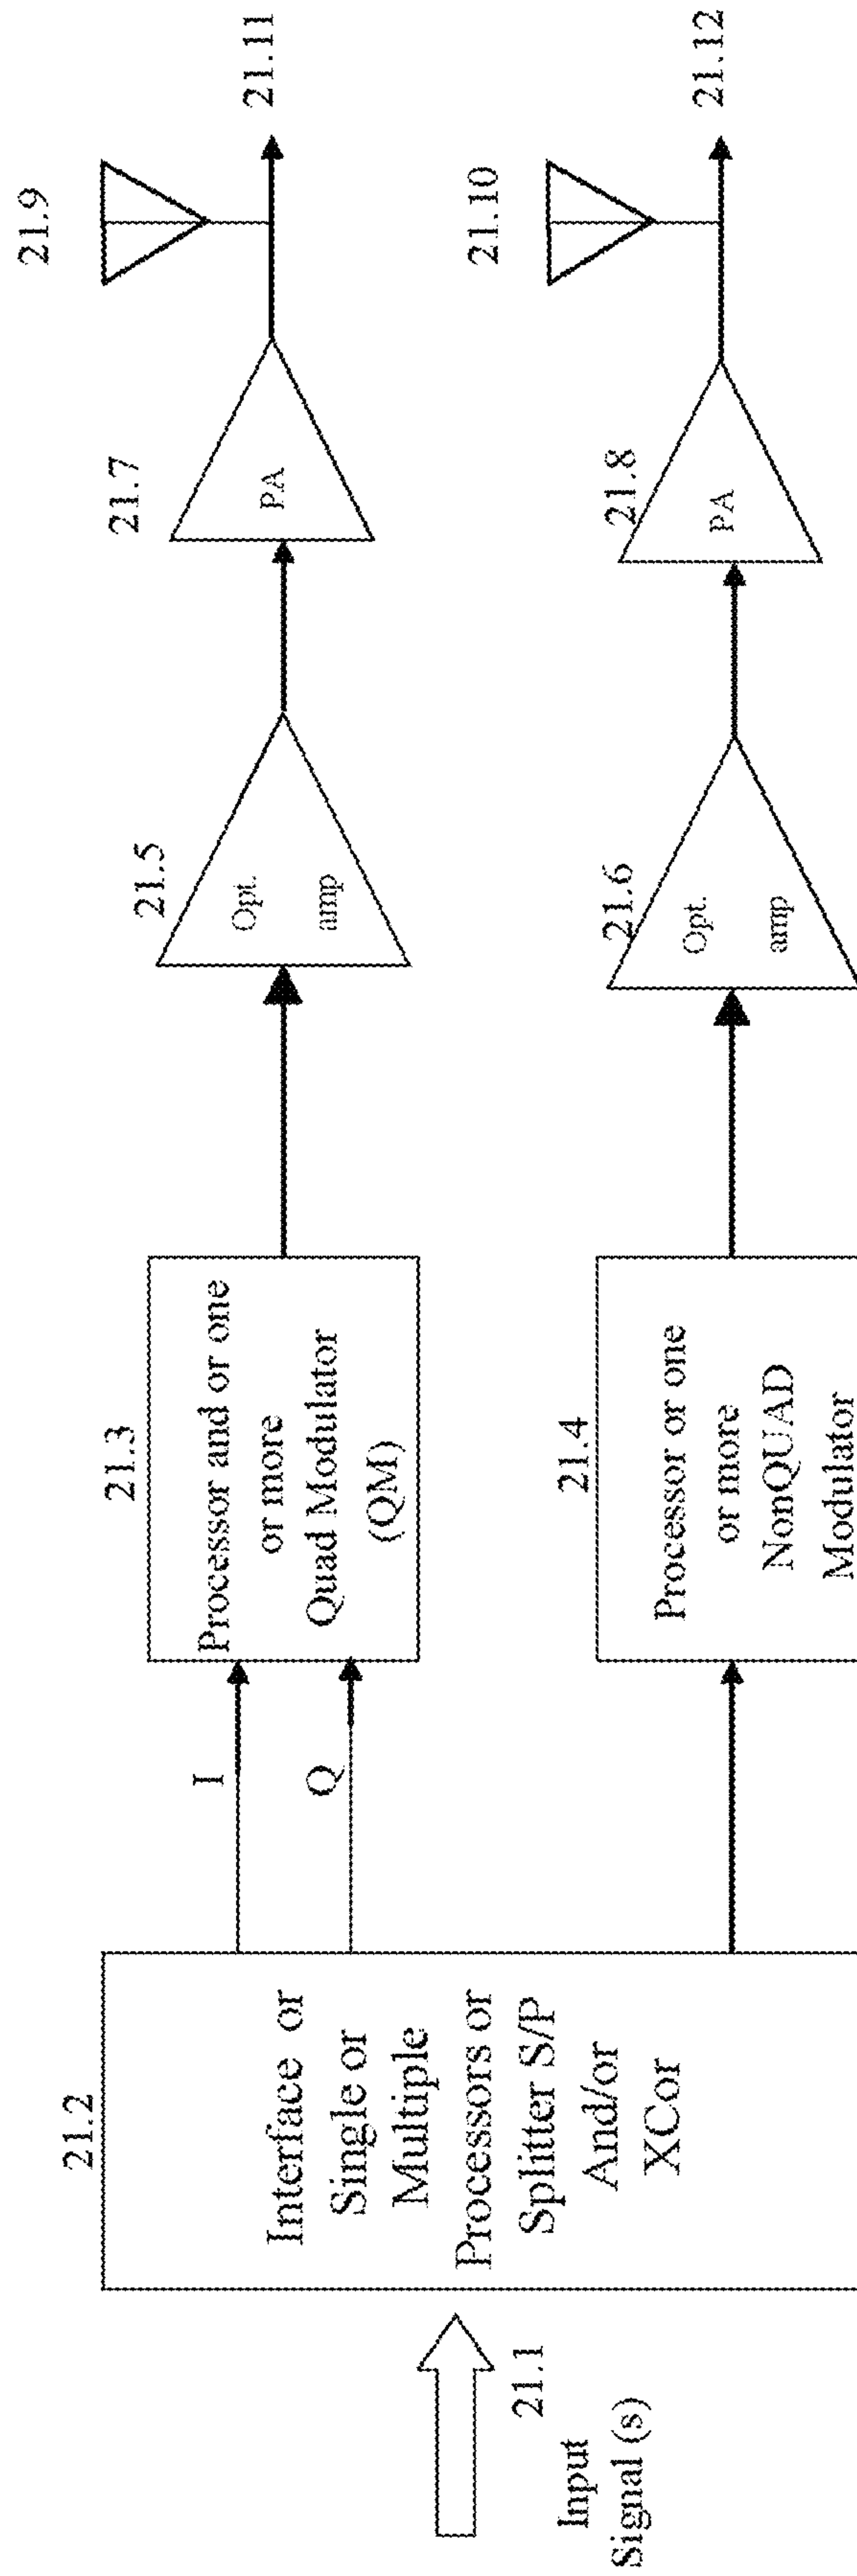 21.1
Input
Signal (s)
21.2
Interface or
Single or
Multiple
Processors or
Splitter S/P
And/or
XCor
I
Q
21.3
Processor and or one
or more
Quad Modulator
(QM)
21.5
Opt.
amp
21.7
PA
21.9
21.11
21.4
Processor or one
or more
NonQUAD
Modulator
21.6
Opt.
amp
21.8
PA
21.10
21.12